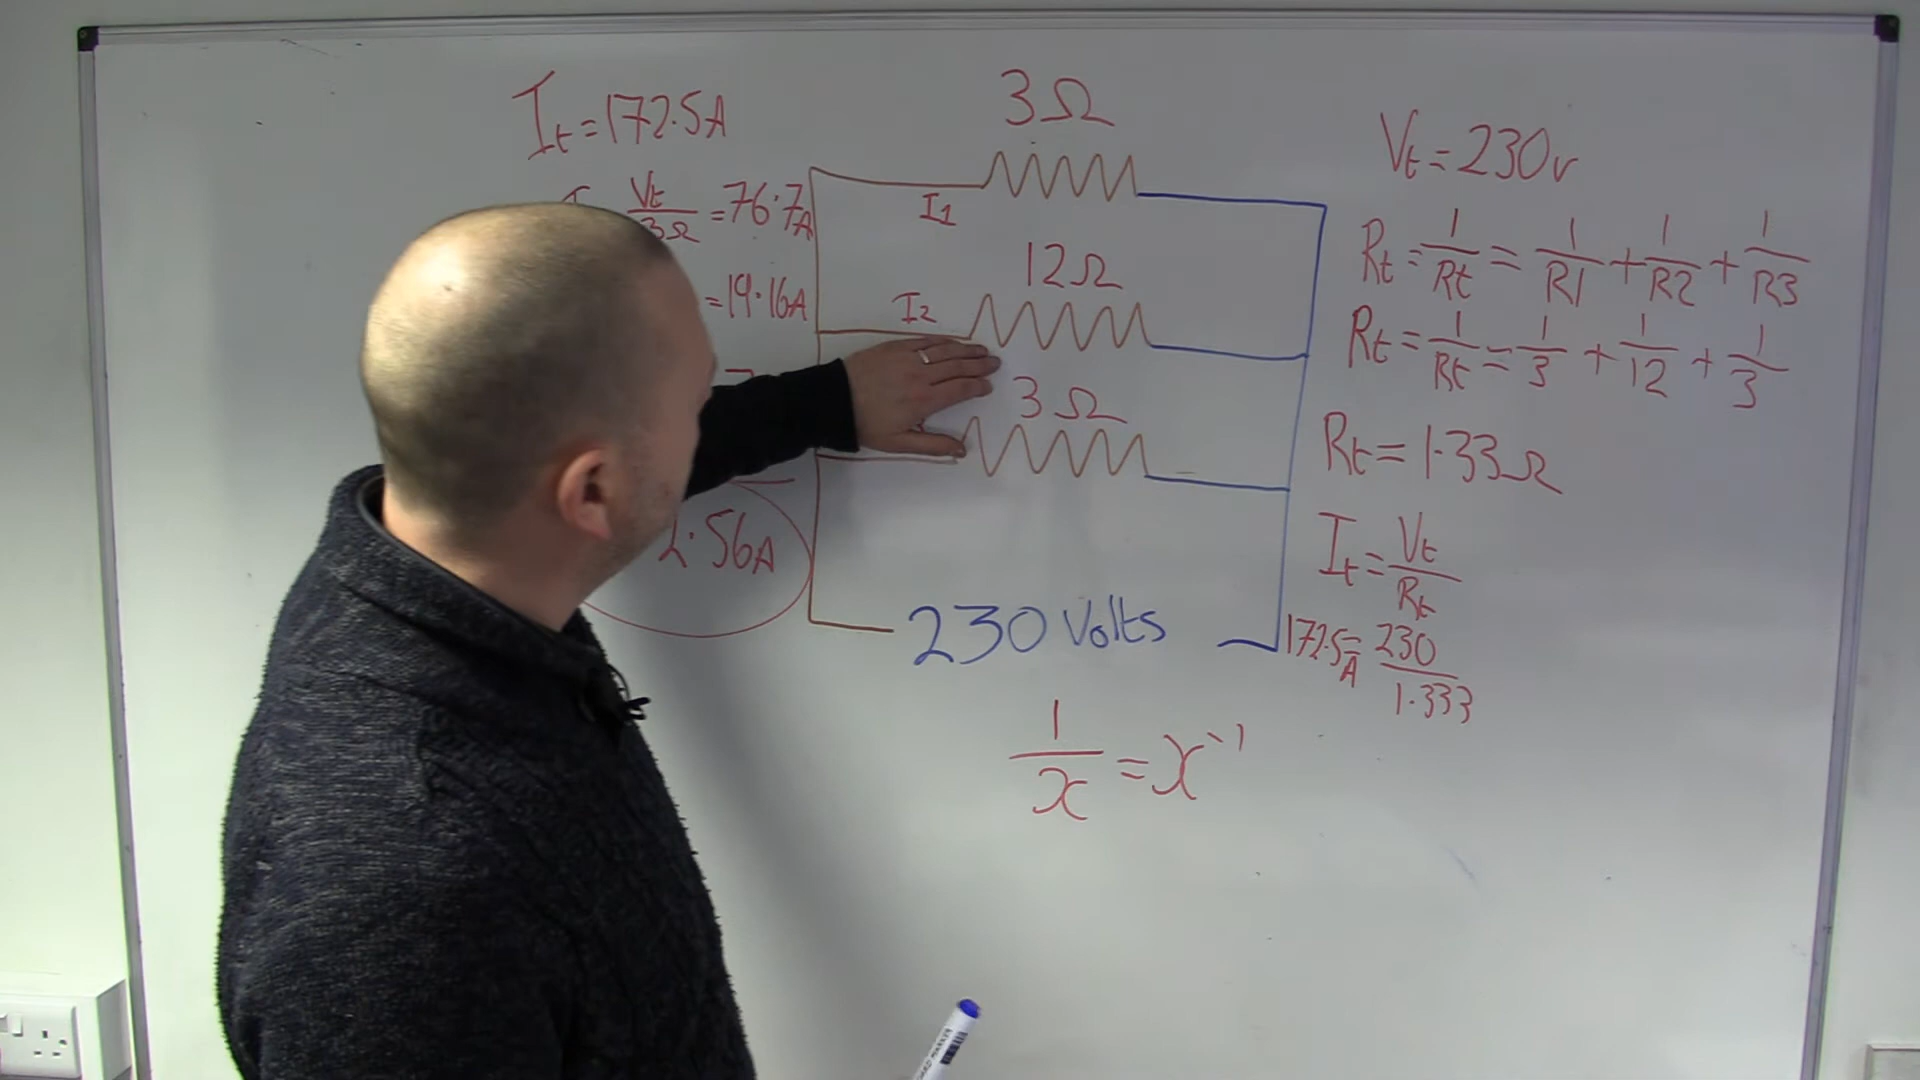 It = 172.5A
Vt/3Ω = 76.7A
= 19.16A
.56A
3Ω
I1
12Ω
I2
3Ω
230 Volts
1/x = x⁻¹
Vt = 230v
Rt = 1/Rt = 1/R1 + 1/R2 + 1/R3
Rt = 1/Rt = 1/3 + 1/12 + 1/3
Rt = 1.33Ω
It = Vt/Rt
172.5A = 230/1.333